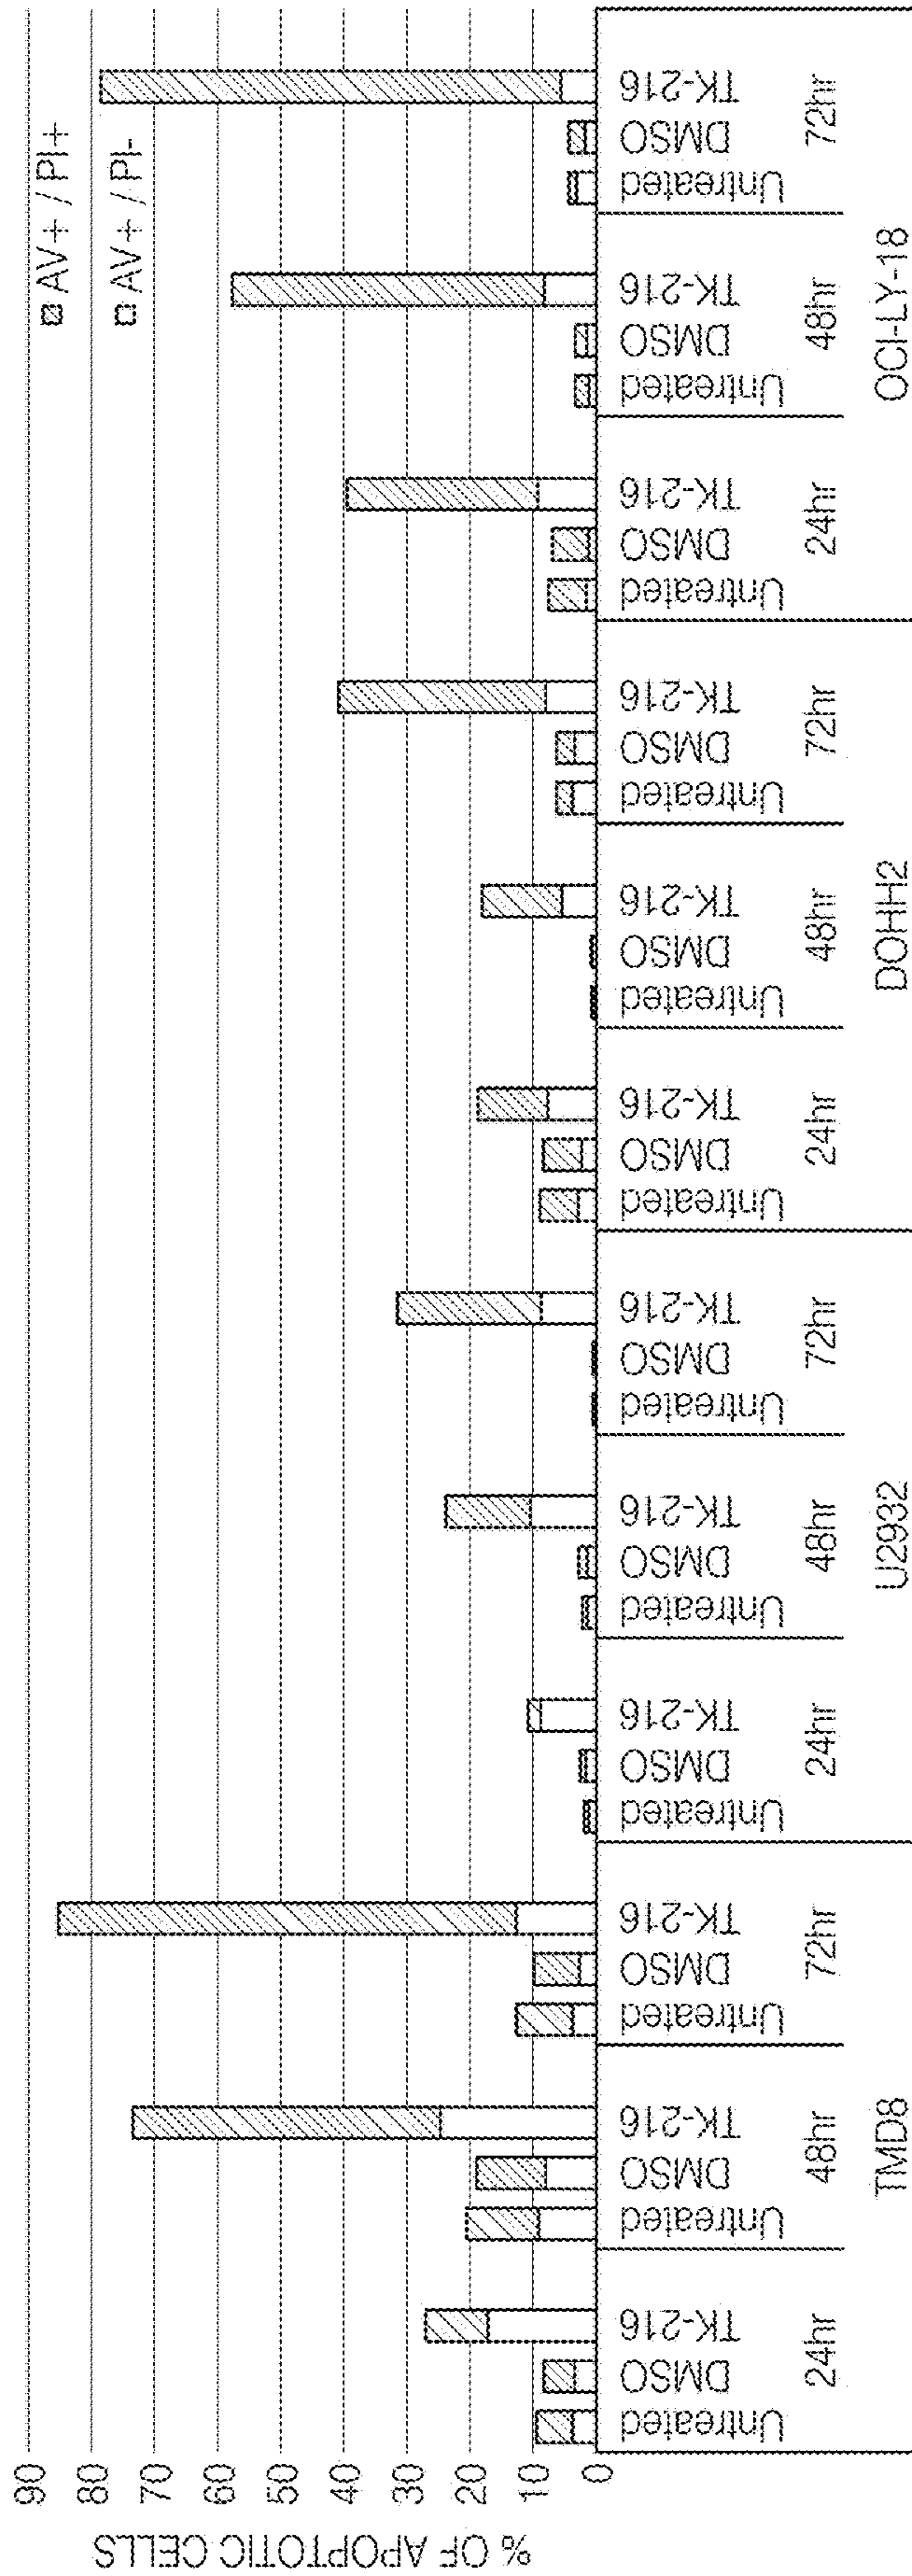 % OF APOPTOTIC CELLS
90
80
70
60
50
40
30
20
10
0
AV+ / PI+
AV+ / PI-
Untreated DMSO TK-216 Untreated DMSO TK-216 Untreated DMSO TK-216 Untreated DMSO TK-216 Untreated DMSO TK-216 Untreated DMSO TK-216 Untreated DMSO TK-216 Untreated DMSO TK-216 Untreated DMSO TK-216 Untreated DMSO TK-216 Untreated DMSO TK-216 Untreated DMSO TK-216
24hr 48hr 72hr 24hr 48hr 72hr 24hr 48hr 72hr 24hr 48hr 72hr
TMD8 U2932 DOHH2 OCI-LY-18